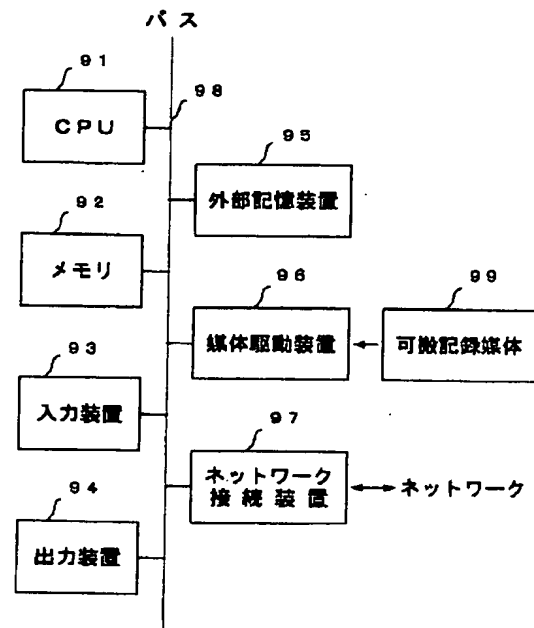 バス
91
98
CPU
95
外部記憶装置
92
メモリ
96
99
媒体駆動装置
可搬記録媒体
93
入力装置
97
ネットワーク
接続装置
ネットワーク
94
出力装置